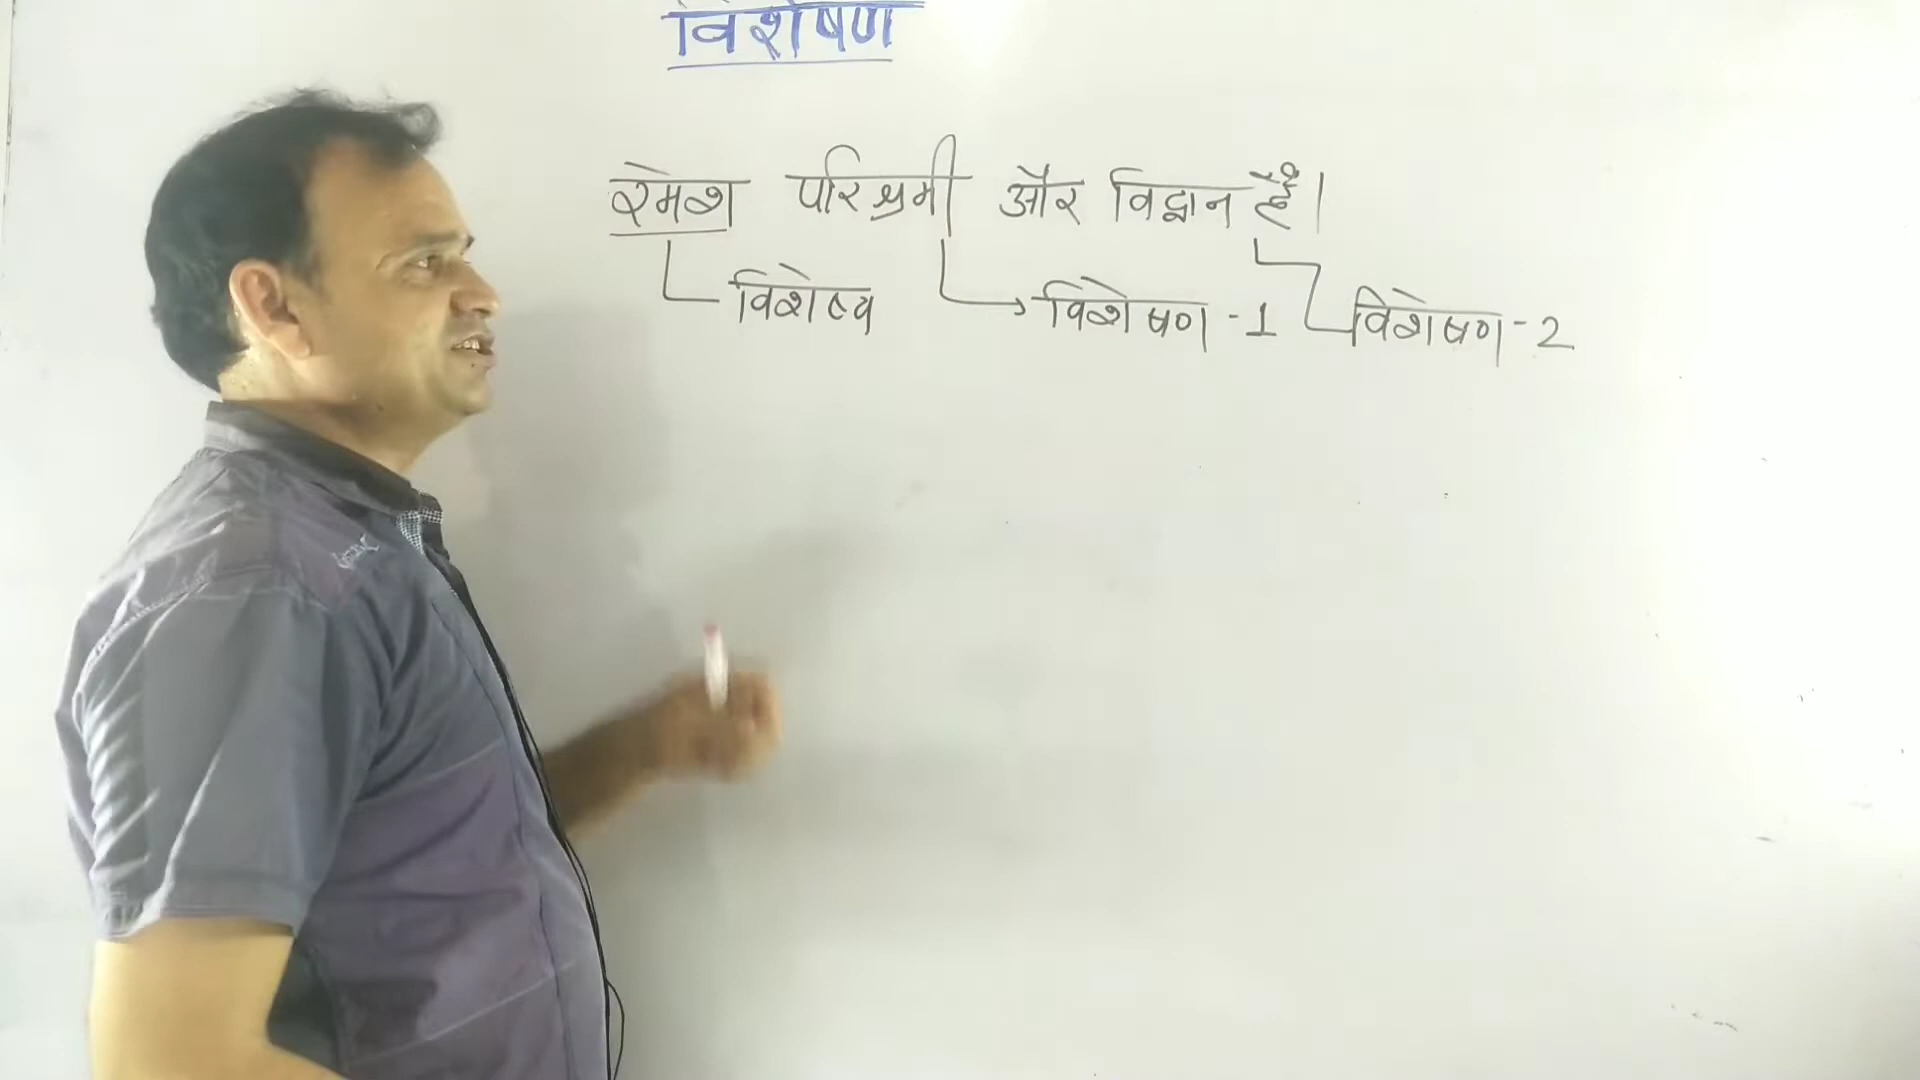 विशेषण
रमेश परिश्रमी और विद्वान हैं।
विशेष्य विशेषण-1 विशेषण-2